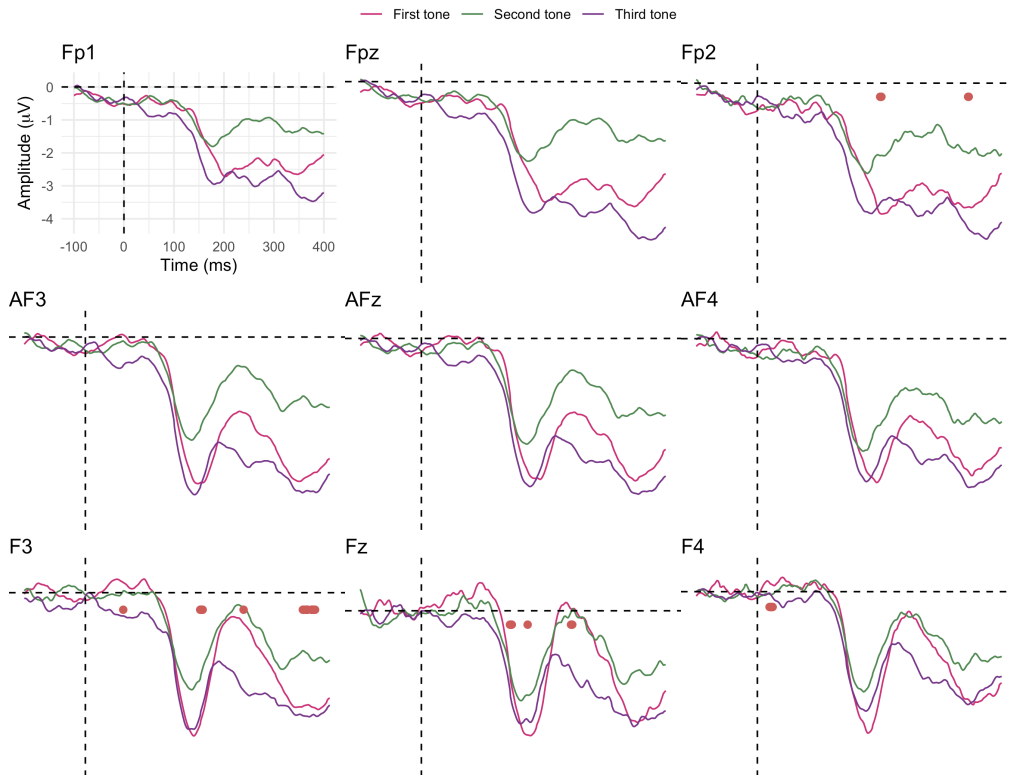 First tone Second tone Third tone
Fp1 Fpz Fp2
Amplitude (μV)
0
-1
-2
-3
-4
-100 0 100 200 300 400
Time (ms)
AF3 AFz AF4
F3 Fz F4